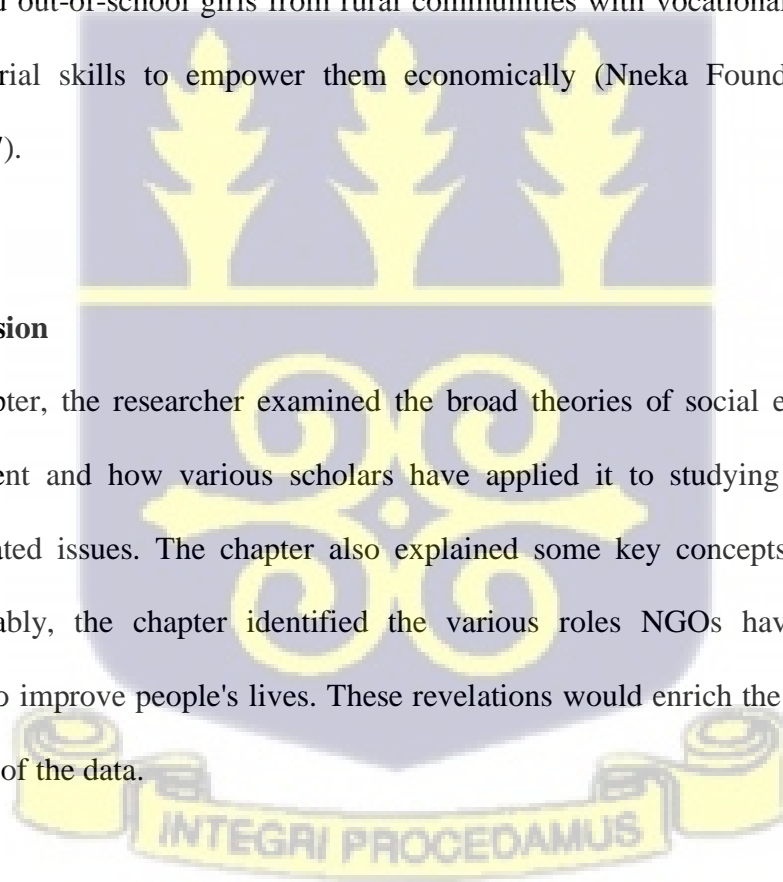 out-of-school girls from rural communities with vocational
rial skills to empower them economically (Nneka Found
).
sion
pter, the researcher examined the broad theories of social e
ent and how various scholars have applied it to studying
ated issues. The chapter also explained some key concepts
ably, the chapter identified the various roles NGOs hav
o improve people's lives. These revelations would enrich the
of the data.
INTEGRI PROCEDAMUS